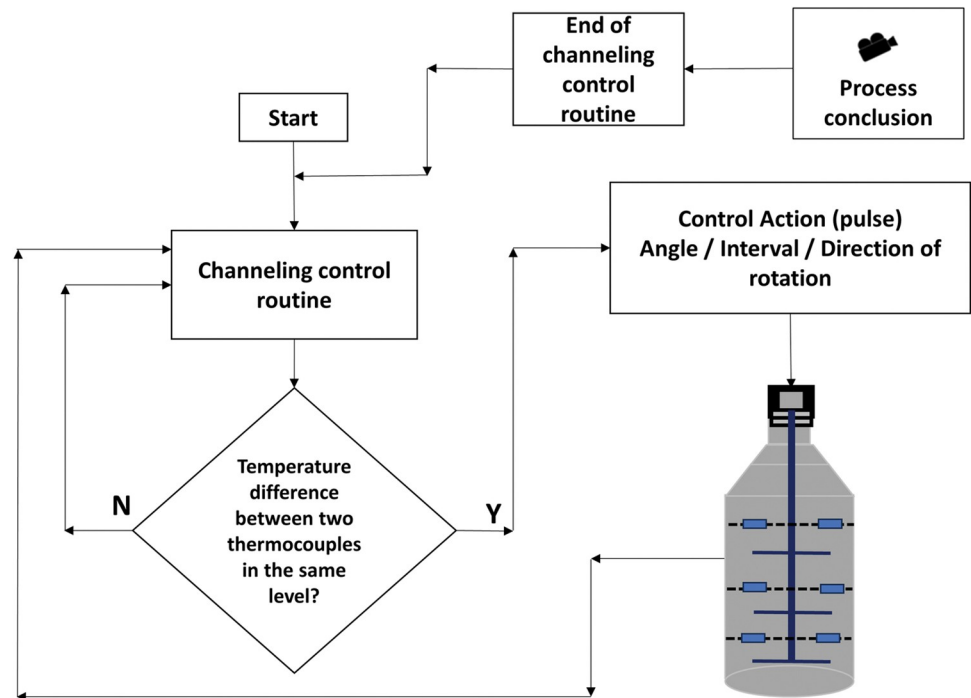 End of
channeling
control
routine
Process
conclusion
Start
Control Action (pulse)
Angle / Interval / Direction of
rotation
Channeling control
routine
Temperature
difference
between two
thermocouples
in the same
level?
N
Y